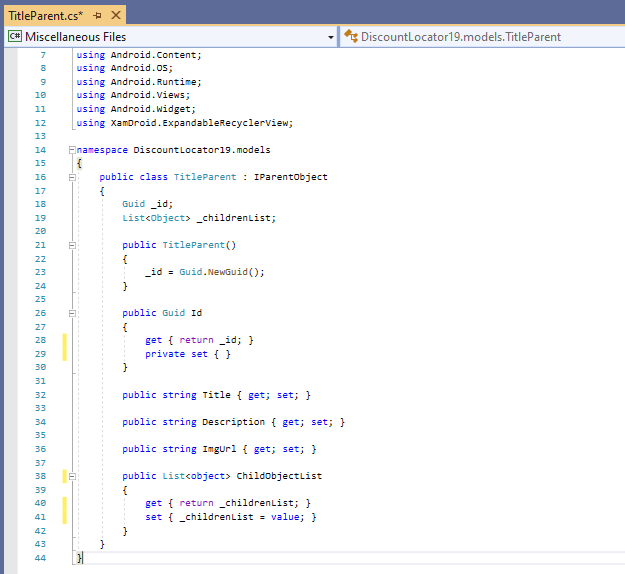 TitleParent.cs*
C# Miscellaneous Files
DiscountLocator19.models.TitleParent
7 using Android.Content;
8 using Android.OS;
9 using Android.Runtime;
10 using Android.Views;
11 using Android.Widget;
12 using XamDroid.ExpandableRecyclerView;
13
14 namespace DiscountLocator19.models
15 {
16 public class TitleParent : IParentObject
17 {
18 Guid _id;
19 List<Object> _childrenList;
20
21 public TitleParent()
22 {
23 _id = Guid.NewGuid();
24 }
25
26 public Guid Id
27 {
28 get { return _id; }
29 private set { }
30 }
31
32 public string Title { get; set; }
33
34 public string Description { get; set; }
35
36 public string ImgUrl { get; set; }
37
38 public List<object> ChildObjectList
39 {
40 get { return _childrenList; }
41 set { _childrenList = value; }
42 }
43 }
44 }